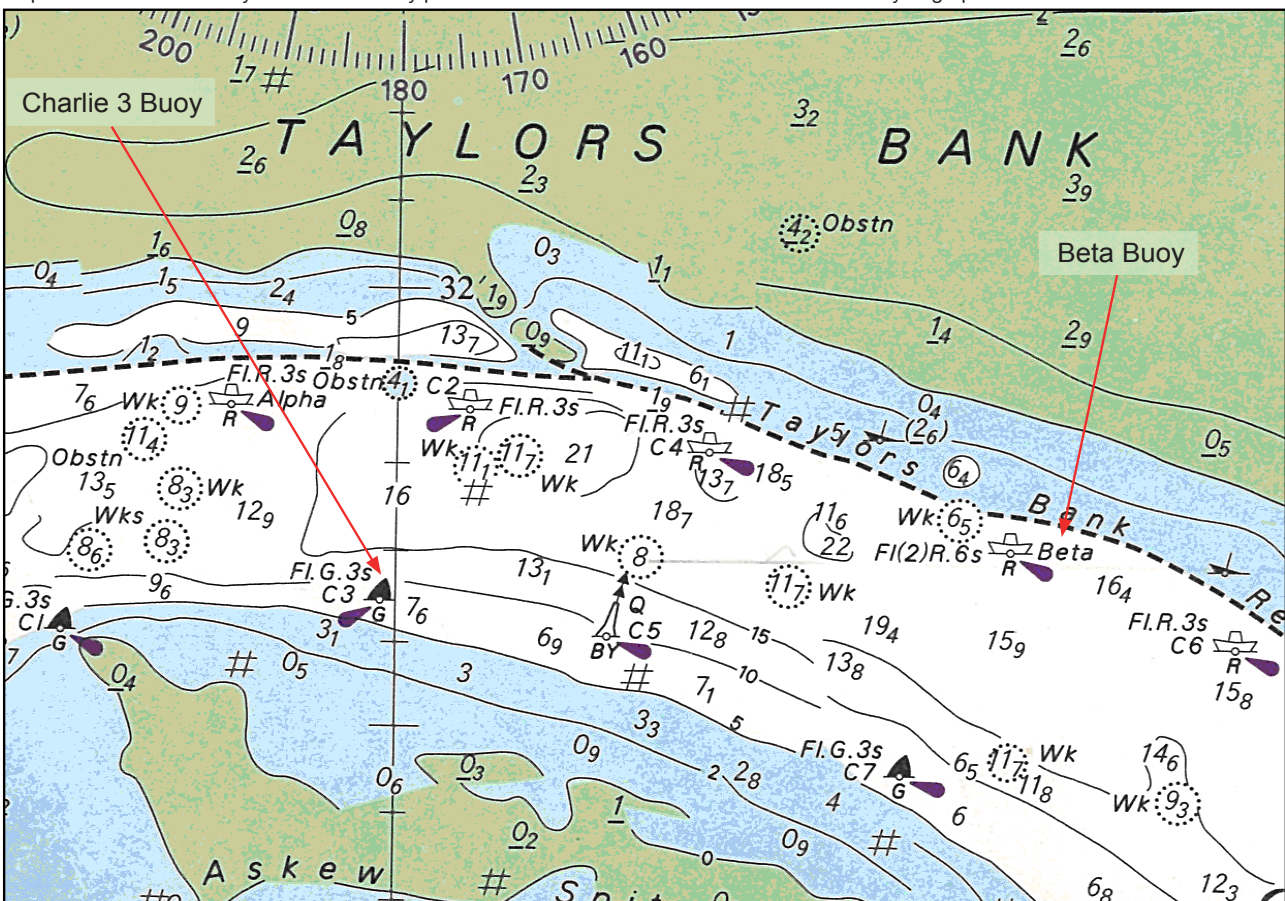 200
190
180
170
160
1₇ #
2₆
Charlie 3 Buoy
TAYLORS BANK
3₂
2₆
2₃
3₉
4₂ Obstn
0₈
Beta Buoy
1₆
0₃
0₄
1₅
2₄
32'
1₉
1₁
5
9
13₇
0₉
1
1₄
2₉
1₂
1₈
11₁
6₁
Fl.R.3s
Obstn
4₁
C2
7₆
Wk 9
Alpha
R
Fl.R.3s
R
1₉
#
Taylors Bank
0₄
11₄
Fl.R.3s
C4
R
5
(2₆)
0₅
Obstn
Wk
11₁
11₇
Wk
21
#
13₇
18₅
6₄
13₅
8₃ Wk
12₉
16
18₇
11₆
22
Wk 6₅
Wks
8₆
8₃
Wk 8
Fl(2)R.6s
Beta
R
Re
9₆
Fl.G.3s
C3
G
13₁
11₇ Wk
16₄
G.3s
C1
G
3₁
7₆
Q
C5
BY
12₈
15
19₄
15₉
Fl.R.3s
C6
R
7
0₄
#
0₅
3
6₉
#
7₁
10
13₈
15₈
3₃
5
0₉
Fl.G.3s
C7
G
6₅
11₇ Wk
11₈
14₆
0₆
0₃
2
2₈
4
6
Wk 9₃
1
0₂
0₉
#
Askew
#
Spit
0
6₈
12₃